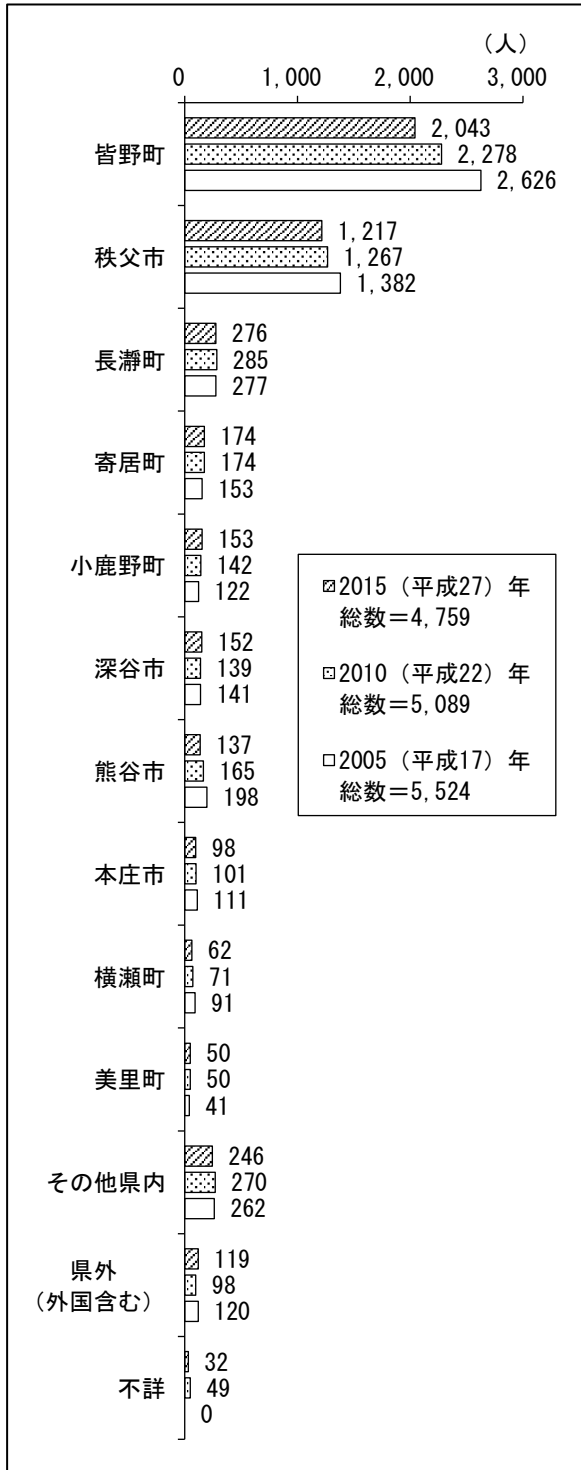 （人）
0 1,000 2,000 3,000
皆野町
2,043
2,278
2,626
秩父市
1,217
1,267
1,382
長瀞町
276
285
277
寄居町
174
174
153
小鹿野町
153
142
122
深谷市
152
139
141
熊谷市
137
165
198
本庄市
98
101
111
横瀬町
62
71
91
美里町
50
50
41
その他県内
246
270
262
県外
（外国含む）
119
98
120
不詳
32
49
0
2015（平成27）年
総数＝4,759
2010（平成22）年
総数＝5,089
2005（平成17）年
総数＝5,524